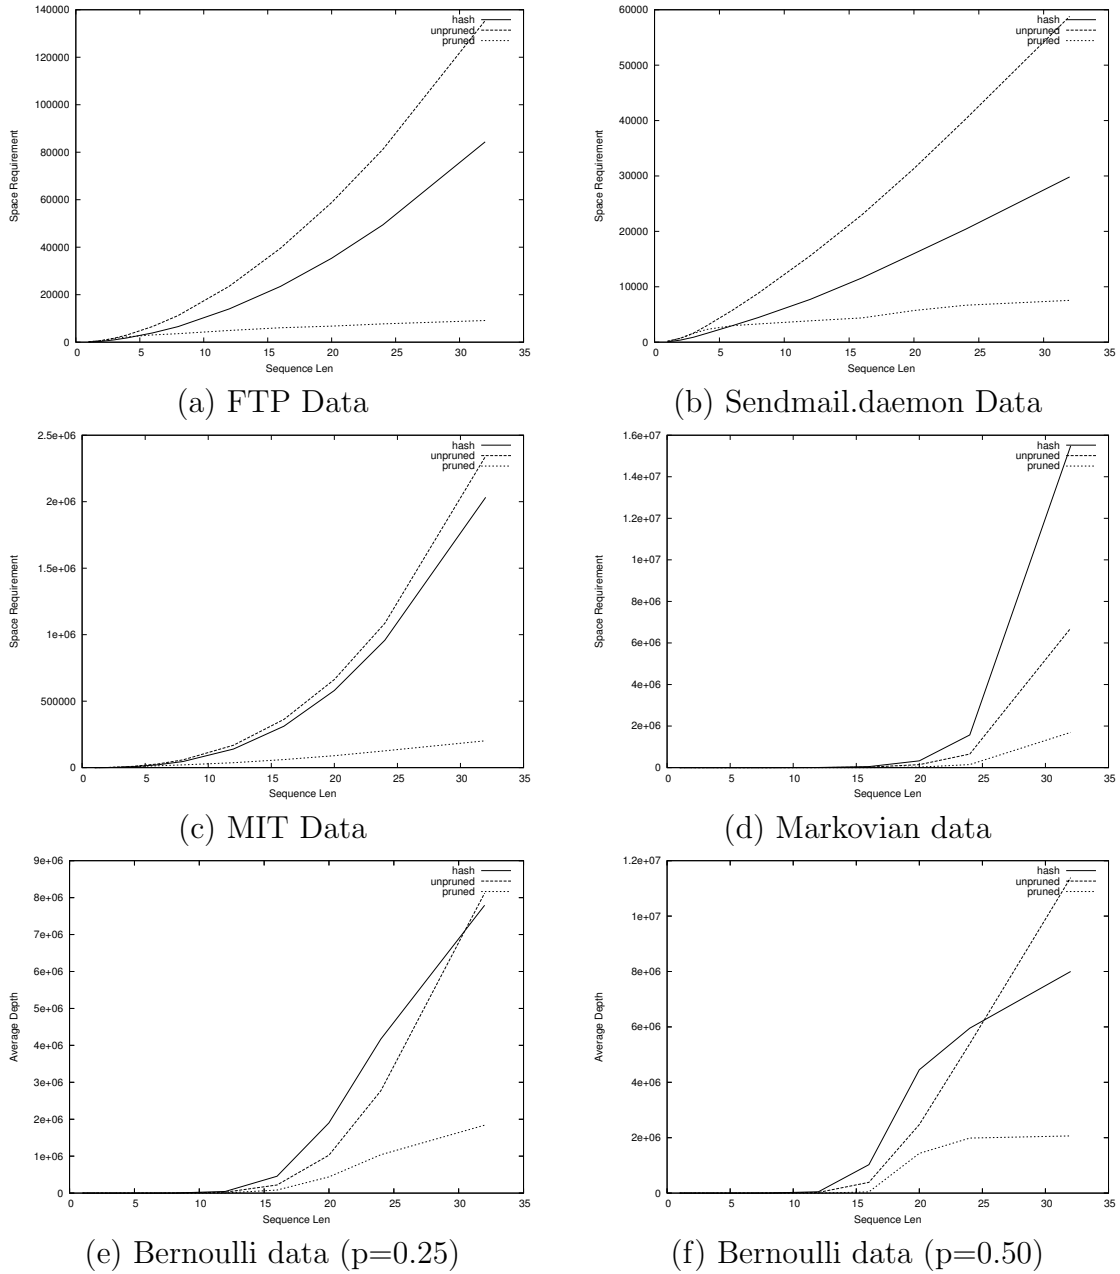 140000
120000
100000
80000
60000
40000
20000
0
0 5 10 15 20 25 30 35
Space Requirement
Sequence Len
hash
unpruned
pruned
(a) FTP Data
60000
50000
40000
30000
20000
10000
0
0 5 10 15 20 25 30 35
Space Requirement
Sequence Len
hash
unpruned
pruned
(b) Sendmail.daemon Data
2.5e+06
2e+06
1.5e+06
1e+06
500000
0
0 5 10 15 20 25 30 35
Space Requirement
Sequence Len
hash
unpruned
pruned
(c) MIT Data
1.6e+07
1.4e+07
1.2e+07
1e+07
8e+06
6e+06
4e+06
2e+06
0
0 5 10 15 20 25 30 35
Space Requirement
Sequence Len
hash
unpruned
pruned
(d) Markovian data
9e+06
8e+06
7e+06
6e+06
5e+06
4e+06
3e+06
2e+06
1e+06
0
0 5 10 15 20 25 30 35
Average Depth
Sequence Len
hash
unpruned
pruned
(e) Bernoulli data (p=0.25)
1.2e+07
1e+07
8e+06
6e+06
4e+06
2e+06
0
0 5 10 15 20 25 30 35
Average Depth
Sequence Len
hash
unpruned
pruned
(f) Bernoulli data (p=0.50)